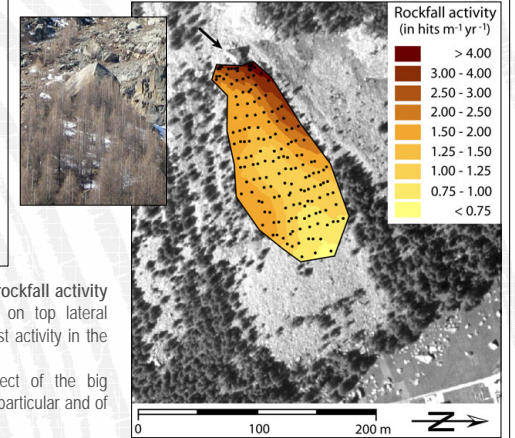 Rockfall activity
(in hits m⁻¹ yr⁻¹)
> 4.00
3.00 - 4.00
2.50 - 3.00
2.00 - 2.50
1.50 - 2.00
1.25 - 1.50
1.00 - 1.25
0.75 - 1.00
< 0.75
rockfall activity
on top lateral
st activity in the
ect of the big
particular and of
0 100 200 m
N